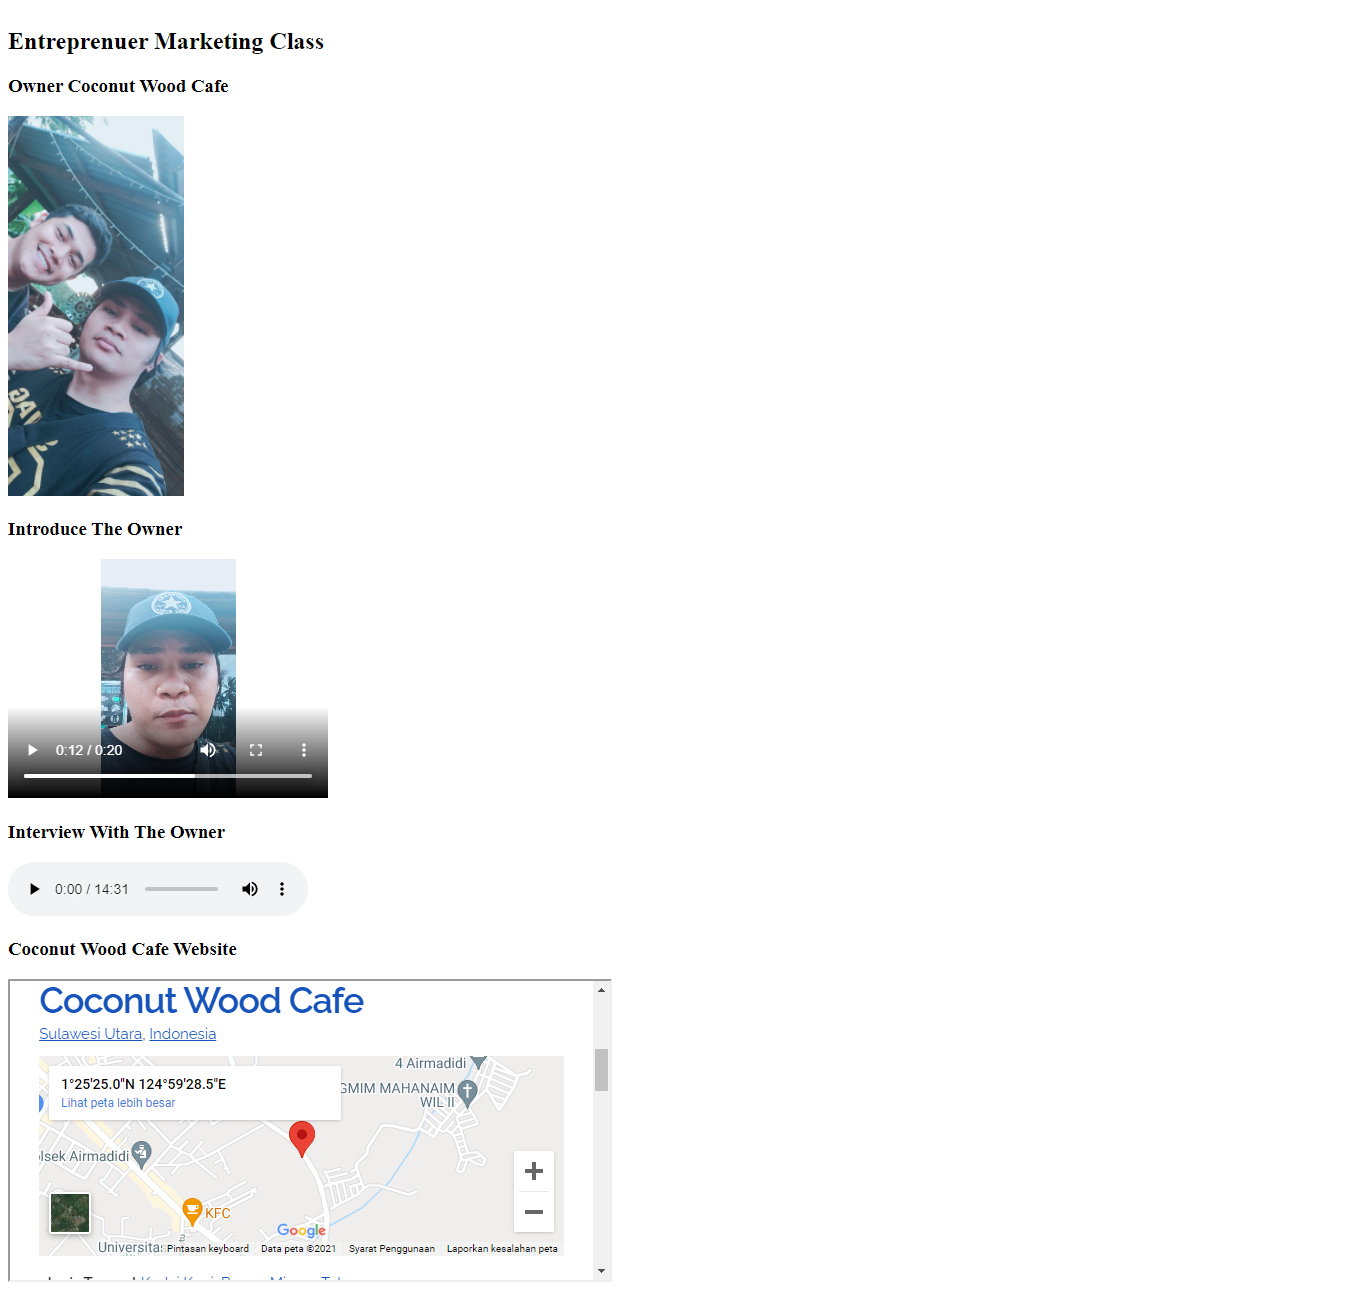 Entreprenuer Marketing Class
Owner Coconut Wood Cafe
Introduce The Owner
0:12 / 0:20
Interview With The Owner
0:00 / 14:31
Coconut Wood Cafe Website
Coconut Wood Cafe
Sulawesi Utara, Indonesia
4 Airmadidi
1°25'25.0"N 124°59'28.5"E
Lihat peta lebih besar
GMIM MAHANAIM
WIL II
olsek Airmadidi
KFC
Google
Universitas
Pintasan keyboard Data peta ©2021 Syarat Penggunaan Laporkan kesalahan peta